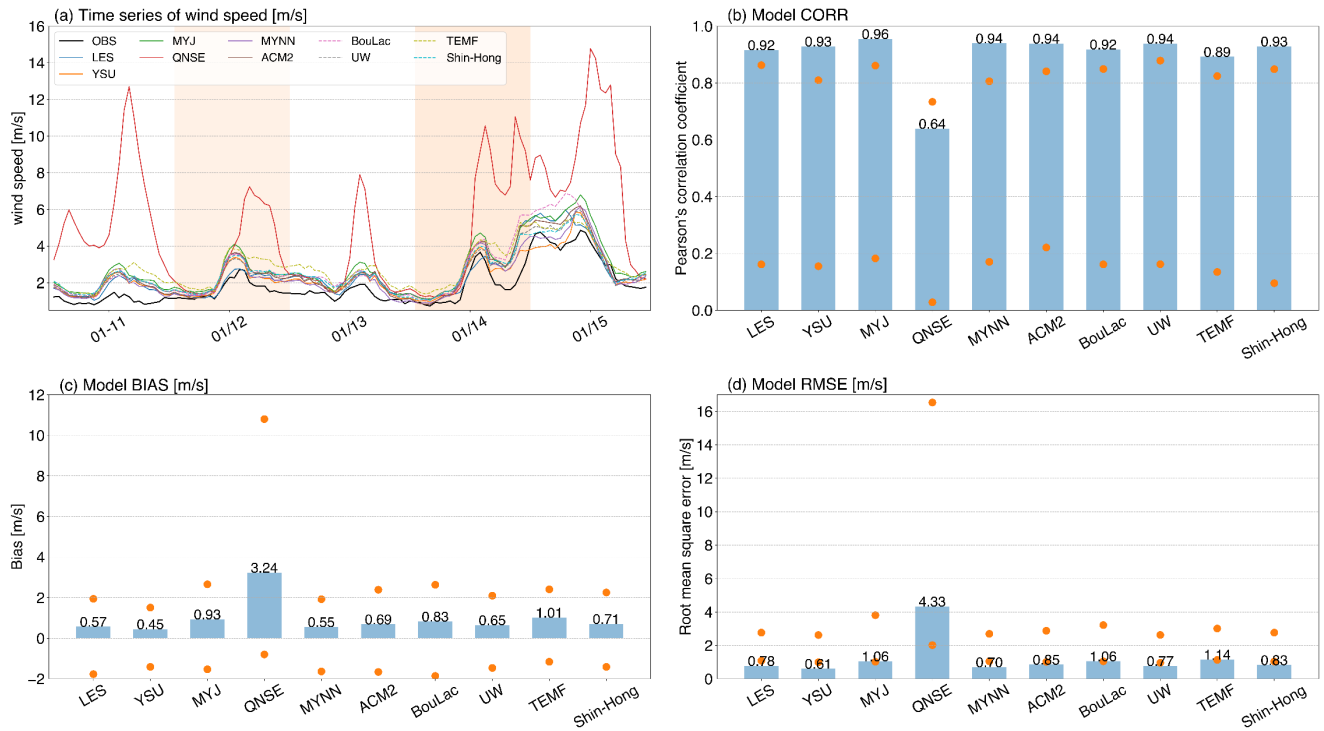 (a) Time series of wind speed [m/s]
wind speed [m/s]
16
14
12
10
8
6
4
2
OBS
LES
YSU
MYJ
QNSE
MYNN
ACM2
BouLac
UW
TEMF
Shin-Hong
01-11
01/12
01/13
01/14
01/15
(b) Model CORR
Pearson's correlation coefficient
1.0
0.8
0.6
0.4
0.2
0.0
0.92
0.93
0.96
0.64
0.94
0.94
0.92
0.94
0.89
0.93
LES
YSU
MYJ
QNSE
MYNN
ACM2
BouLac
UW
TEMF
Shin-Hong
(c) Model BIAS [m/s]
Bias [m/s]
12
10
8
6
4
2
0
−2
0.57
0.45
0.93
3.24
0.55
0.69
0.83
0.65
1.01
0.71
LES
YSU
MYJ
QNSE
MYNN
ACM2
BouLac
UW
TEMF
Shin-Hong
(d) Model RMSE [m/s]
Root mean square error [m/s]
16
14
12
10
8
6
4
2
0
0.78
0.61
1.06
4.33
0.70
0.85
1.06
0.77
1.14
0.83
LES
YSU
MYJ
QNSE
MYNN
ACM2
BouLac
UW
TEMF
Shin-Hong